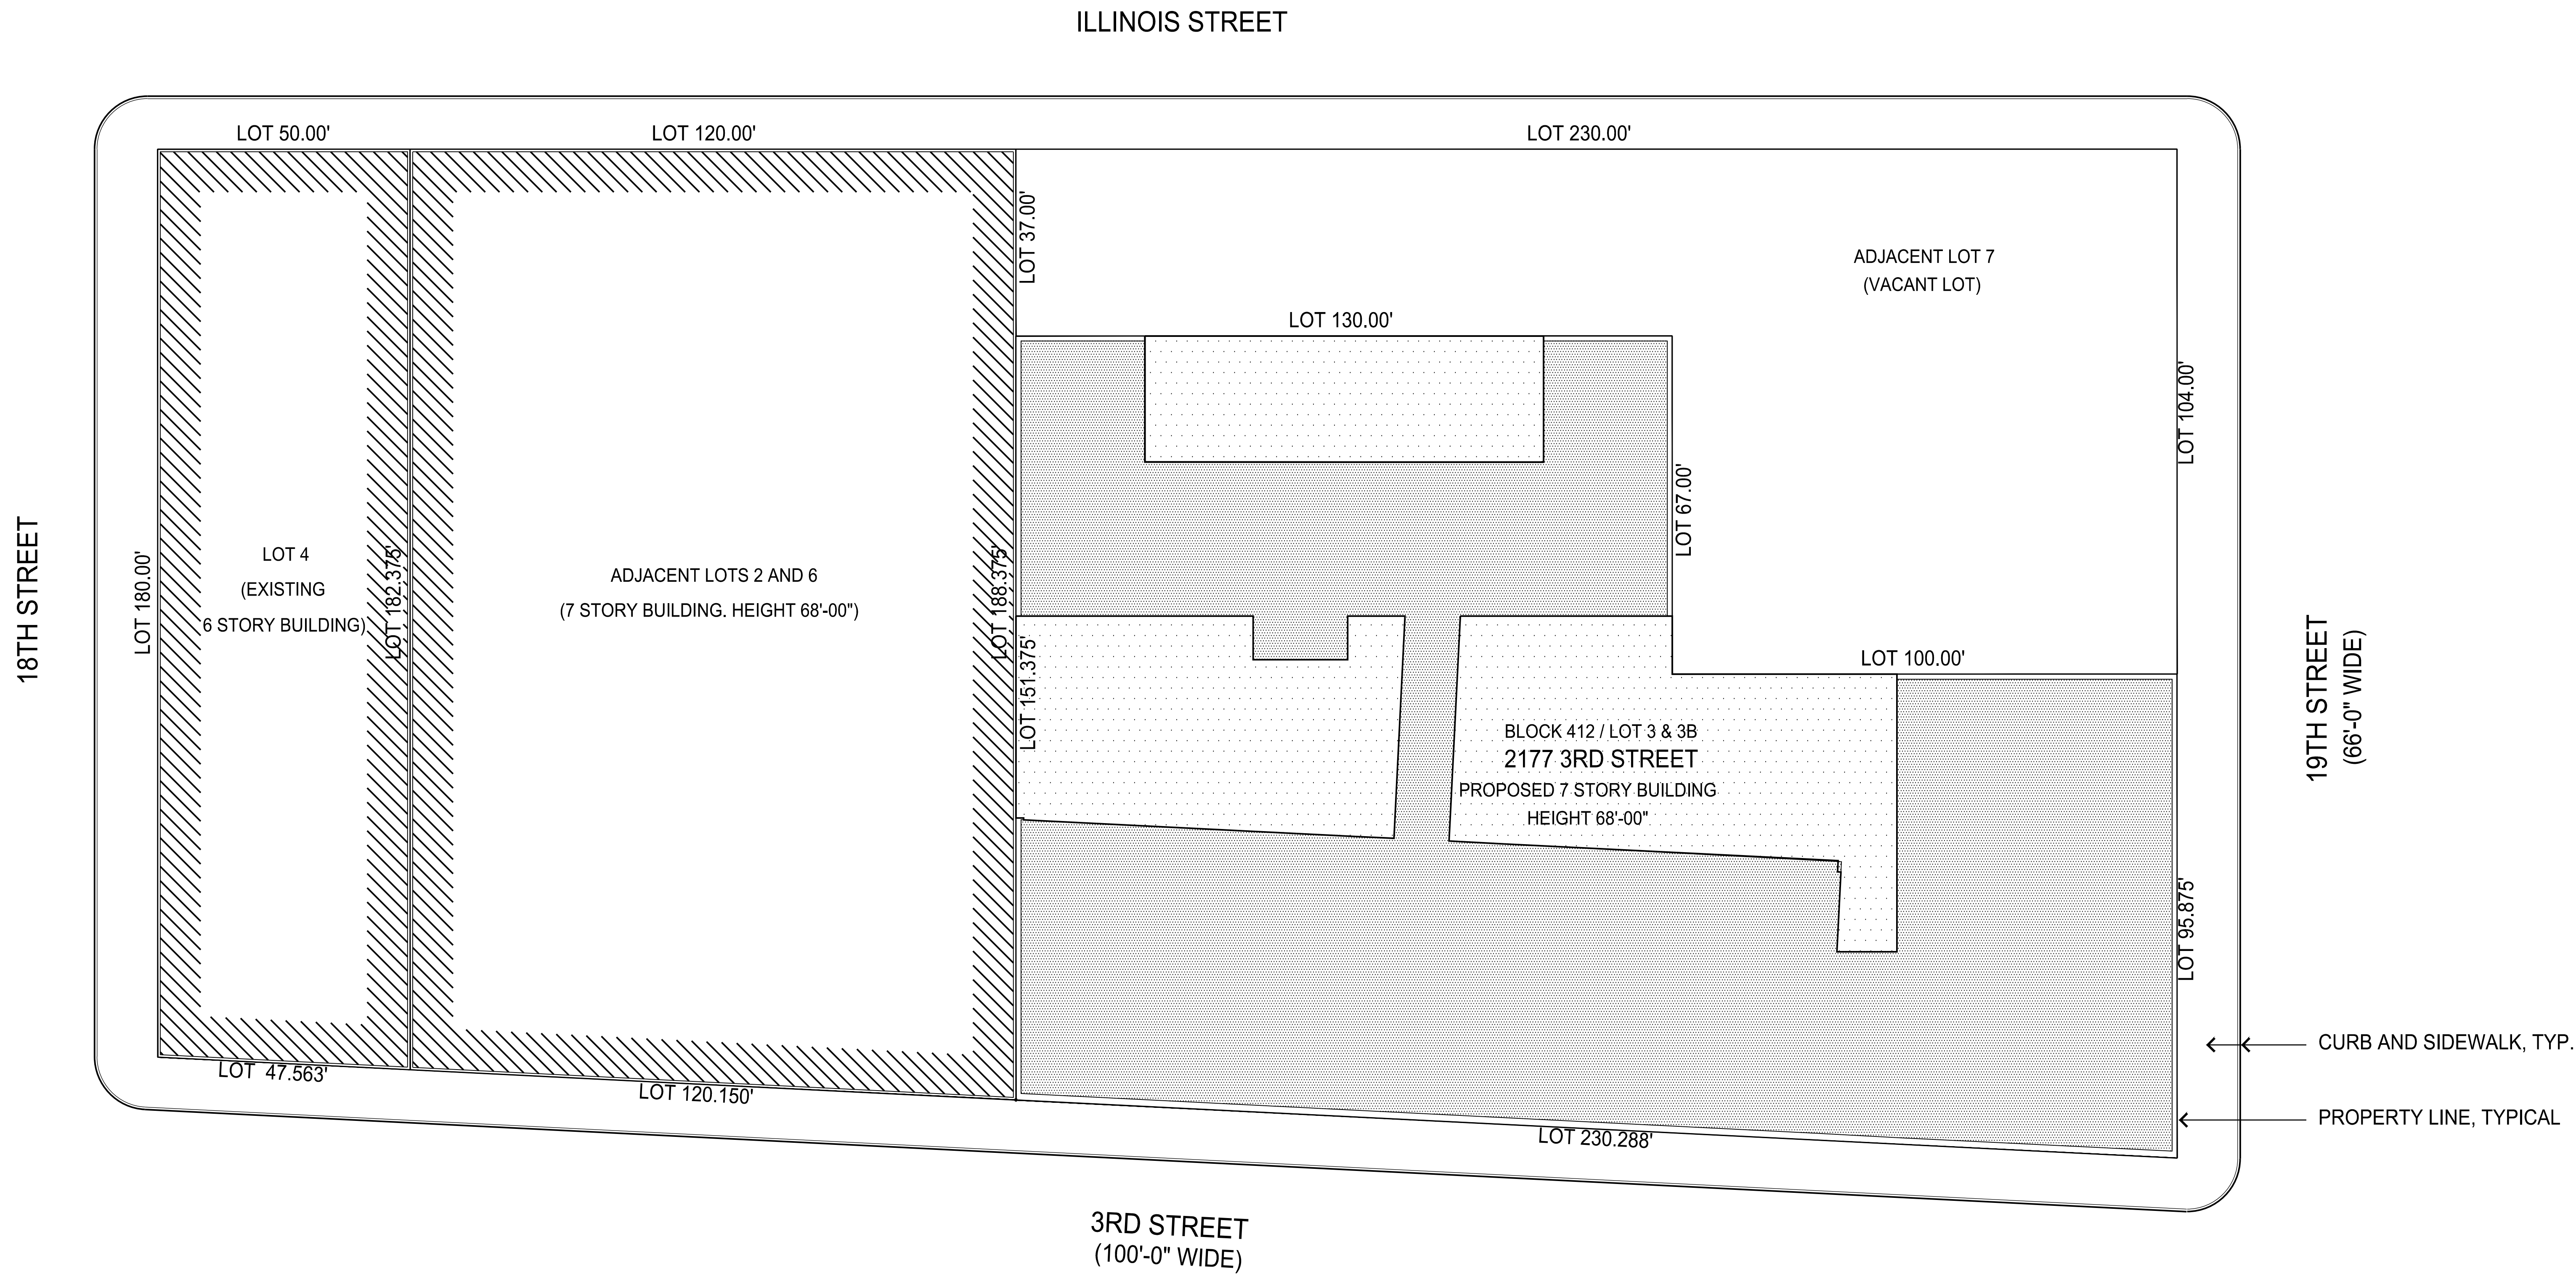 ILLINOIS STREET
LOT 50.00'
LOT 120.00'
LOT 230.00'
LOT 37.00'
ADJACENT LOT 7
(VACANT LOT)
LOT 130.00'
LOT 104.00'
LOT 67.00'
18TH STREET
LOT 180.00'
LOT 4
(EXISTING
6 STORY BUILDING)
LOT 182.375'
ADJACENT LOTS 2 AND 6
(7 STORY BUILDING. HEIGHT 68'-00")
LOT 188.375'
LOT 151.375'
LOT 100.00'
BLOCK 412 / LOT 3 & 3B
2177 3RD STREET
PROPOSED 7 STORY BUILDING
HEIGHT 68'-00"
19TH STREET
(66'-0" WIDE)
LOT 95.875'
CURB AND SIDEWALK, TYP.
PROPERTY LINE, TYPICAL
LOT 47.563'
LOT 120.150'
LOT 230.288'
3RD STREET
(100'-0" WIDE)